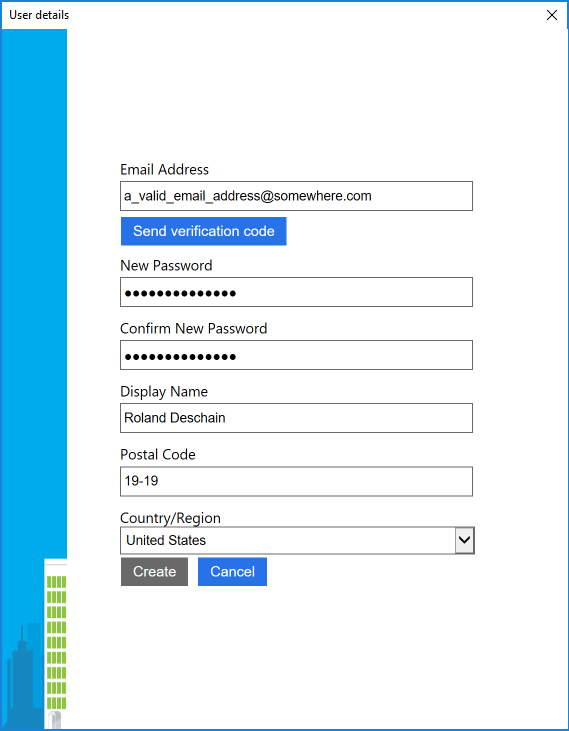 User details
Email Address
a_valid_email_address@somewhere.com
Send verification code
New Password
●●●●●●●●●●●●●●
Confirm New Password
●●●●●●●●●●●●●●
Display Name
Roland Deschain
Postal Code
19-19
Country/Region
United States
Create Cancel